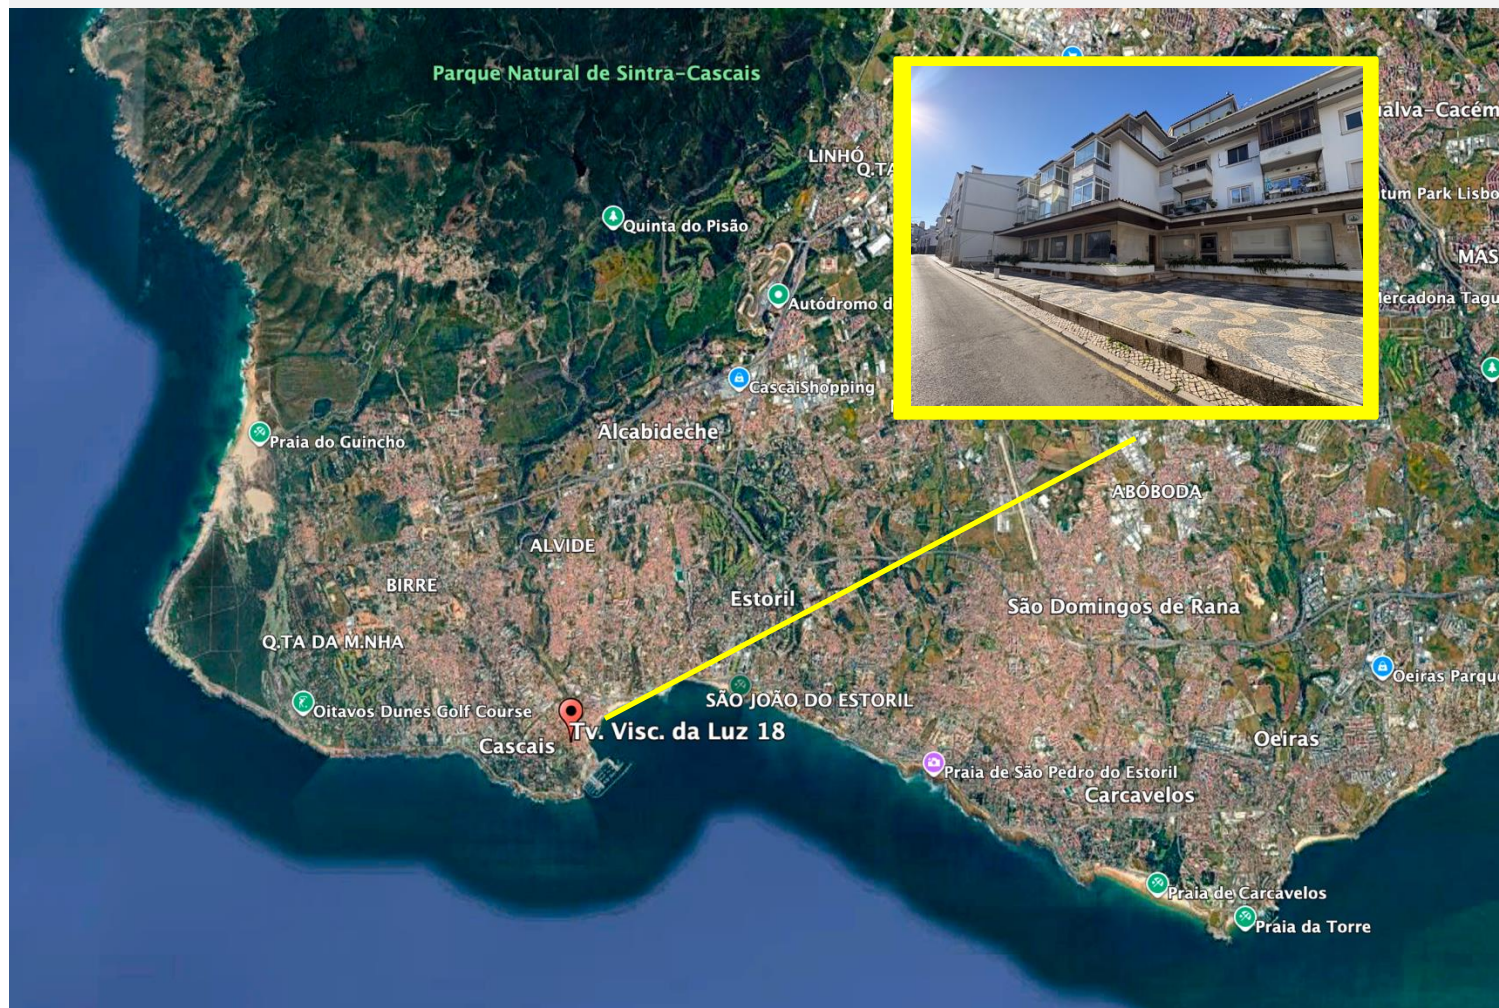 Parque Natural de Sintra-Cascais
alva-Cacém
LINHÓ
Q.TA
tum Park Lisbo
Quinta do Pisão
MAS
Autódromo d
Mercadona Tagu
CascaiShopping
Alcabideche
Praia do Guincho
ABÓBODA
ALVIDE
BIRRE
Estoril
São Domingos de Rana
Q.TA DA M.NHA
Oeiras Parque
SÃO JOÃO DO ESTORIL
Oitavos Dunes Golf Course
Tv. Visc. da Luz 18
Cascais
Oeiras
Praia de São Pedro do Estoril
Carcavelos
Praia de Carcavelos
Praia da Torre